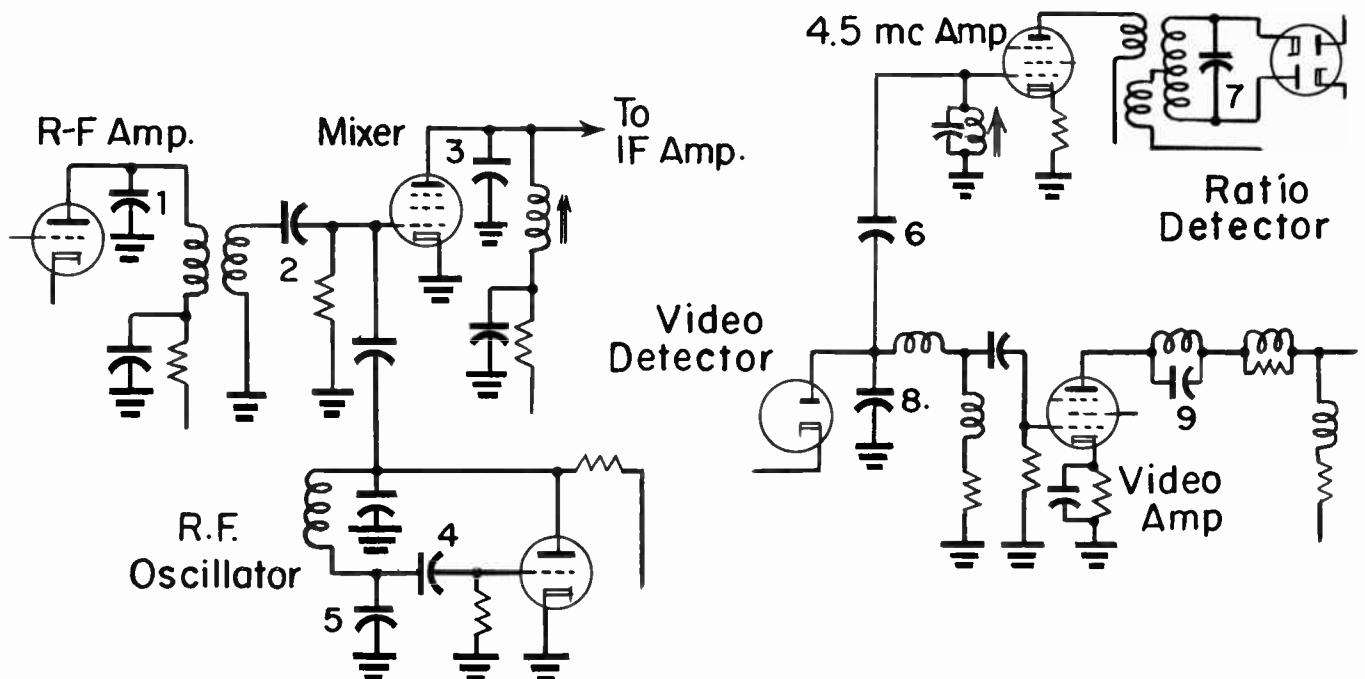 4.5 mc Amp
7
R-F Amp.
Mixer
3
To
IF Amp.
1
Ratio
Detector
2
6
Video
Detector
8.
9
R.F.
Oscillator
4
Video
Amp
5